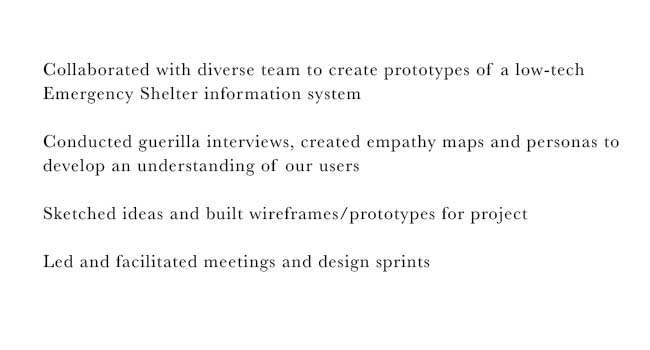 Collaborated with diverse team to create prototypes of a low-tech
Emergency Shelter information system
Conducted guerilla interviews, created empathy maps and personas to
develop an understanding of our users
Sketched ideas and built wireframes/prototypes for project
Led and facilitated meetings and design sprints